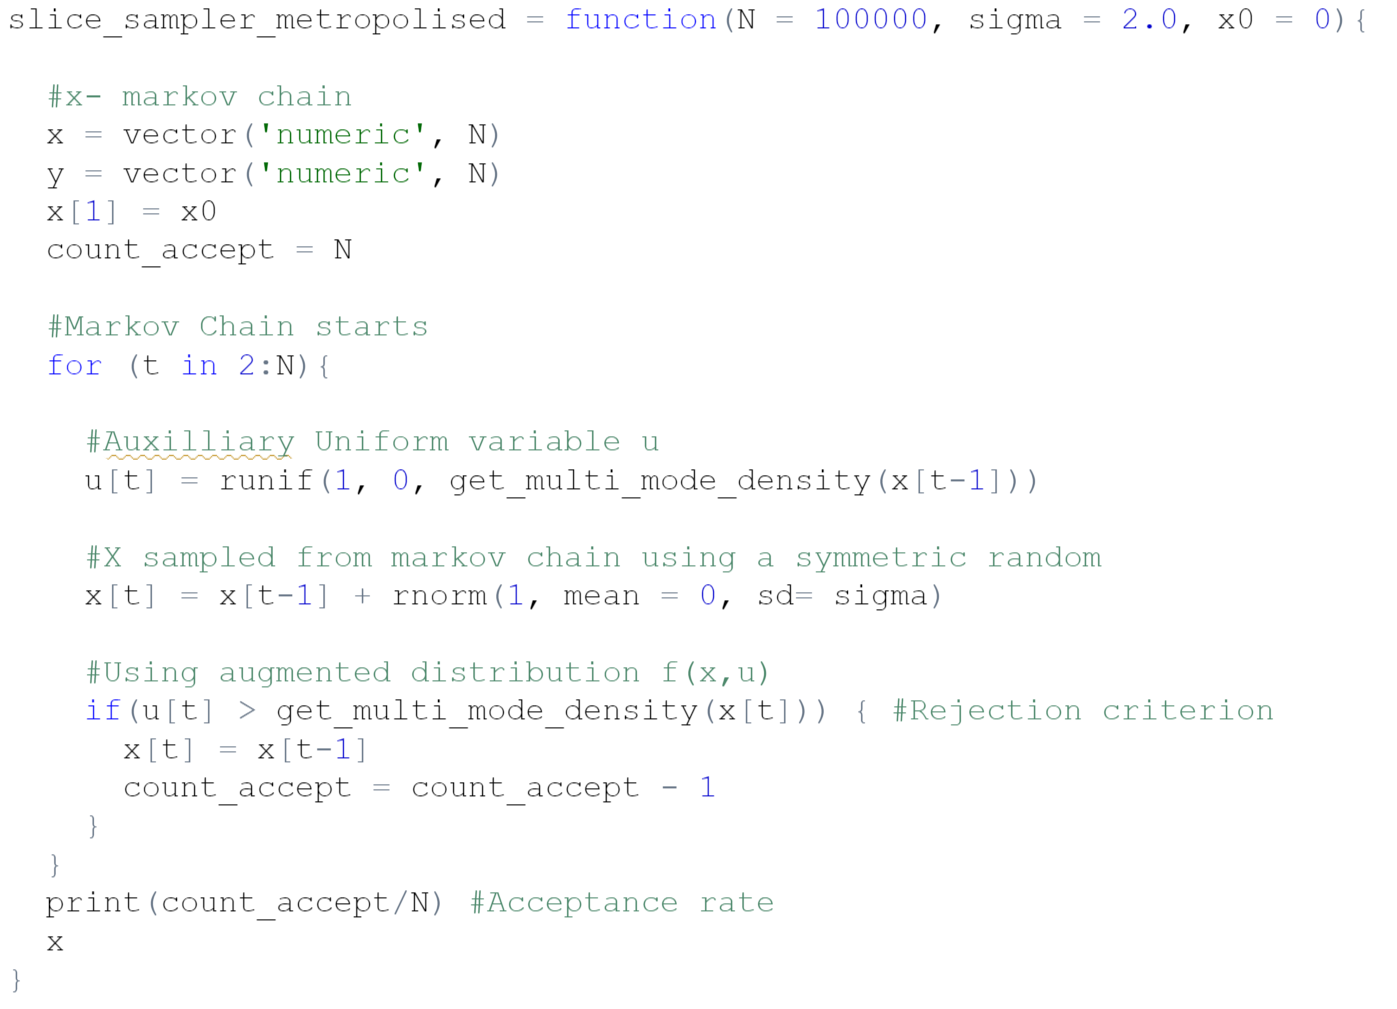 slice_sampler_metropolised = function(N = 100000, sigma = 2.0, x0 = 0){
#x- markov chain
x = vector('numeric', N)
y = vector('numeric', N)
x[1] = x0
count_accept = N
#Markov Chain starts
for (t in 2:N){
#Auxilliary Uniform variable u
u[t] = runif(1, 0, get_multi_mode_density(x[t-1]))
#X sampled from markov chain using a symmetric random
x[t] = x[t-1] + rnorm(1, mean = 0, sd= sigma)
#Using augmented distribution f(x,u)
if(u[t] > get_multi_mode_density(x[t])) { #Rejection criterion
x[t] = x[t-1]
count_accept = count_accept - 1
}
}
print(count_accept/N) #Acceptance rate
x
}